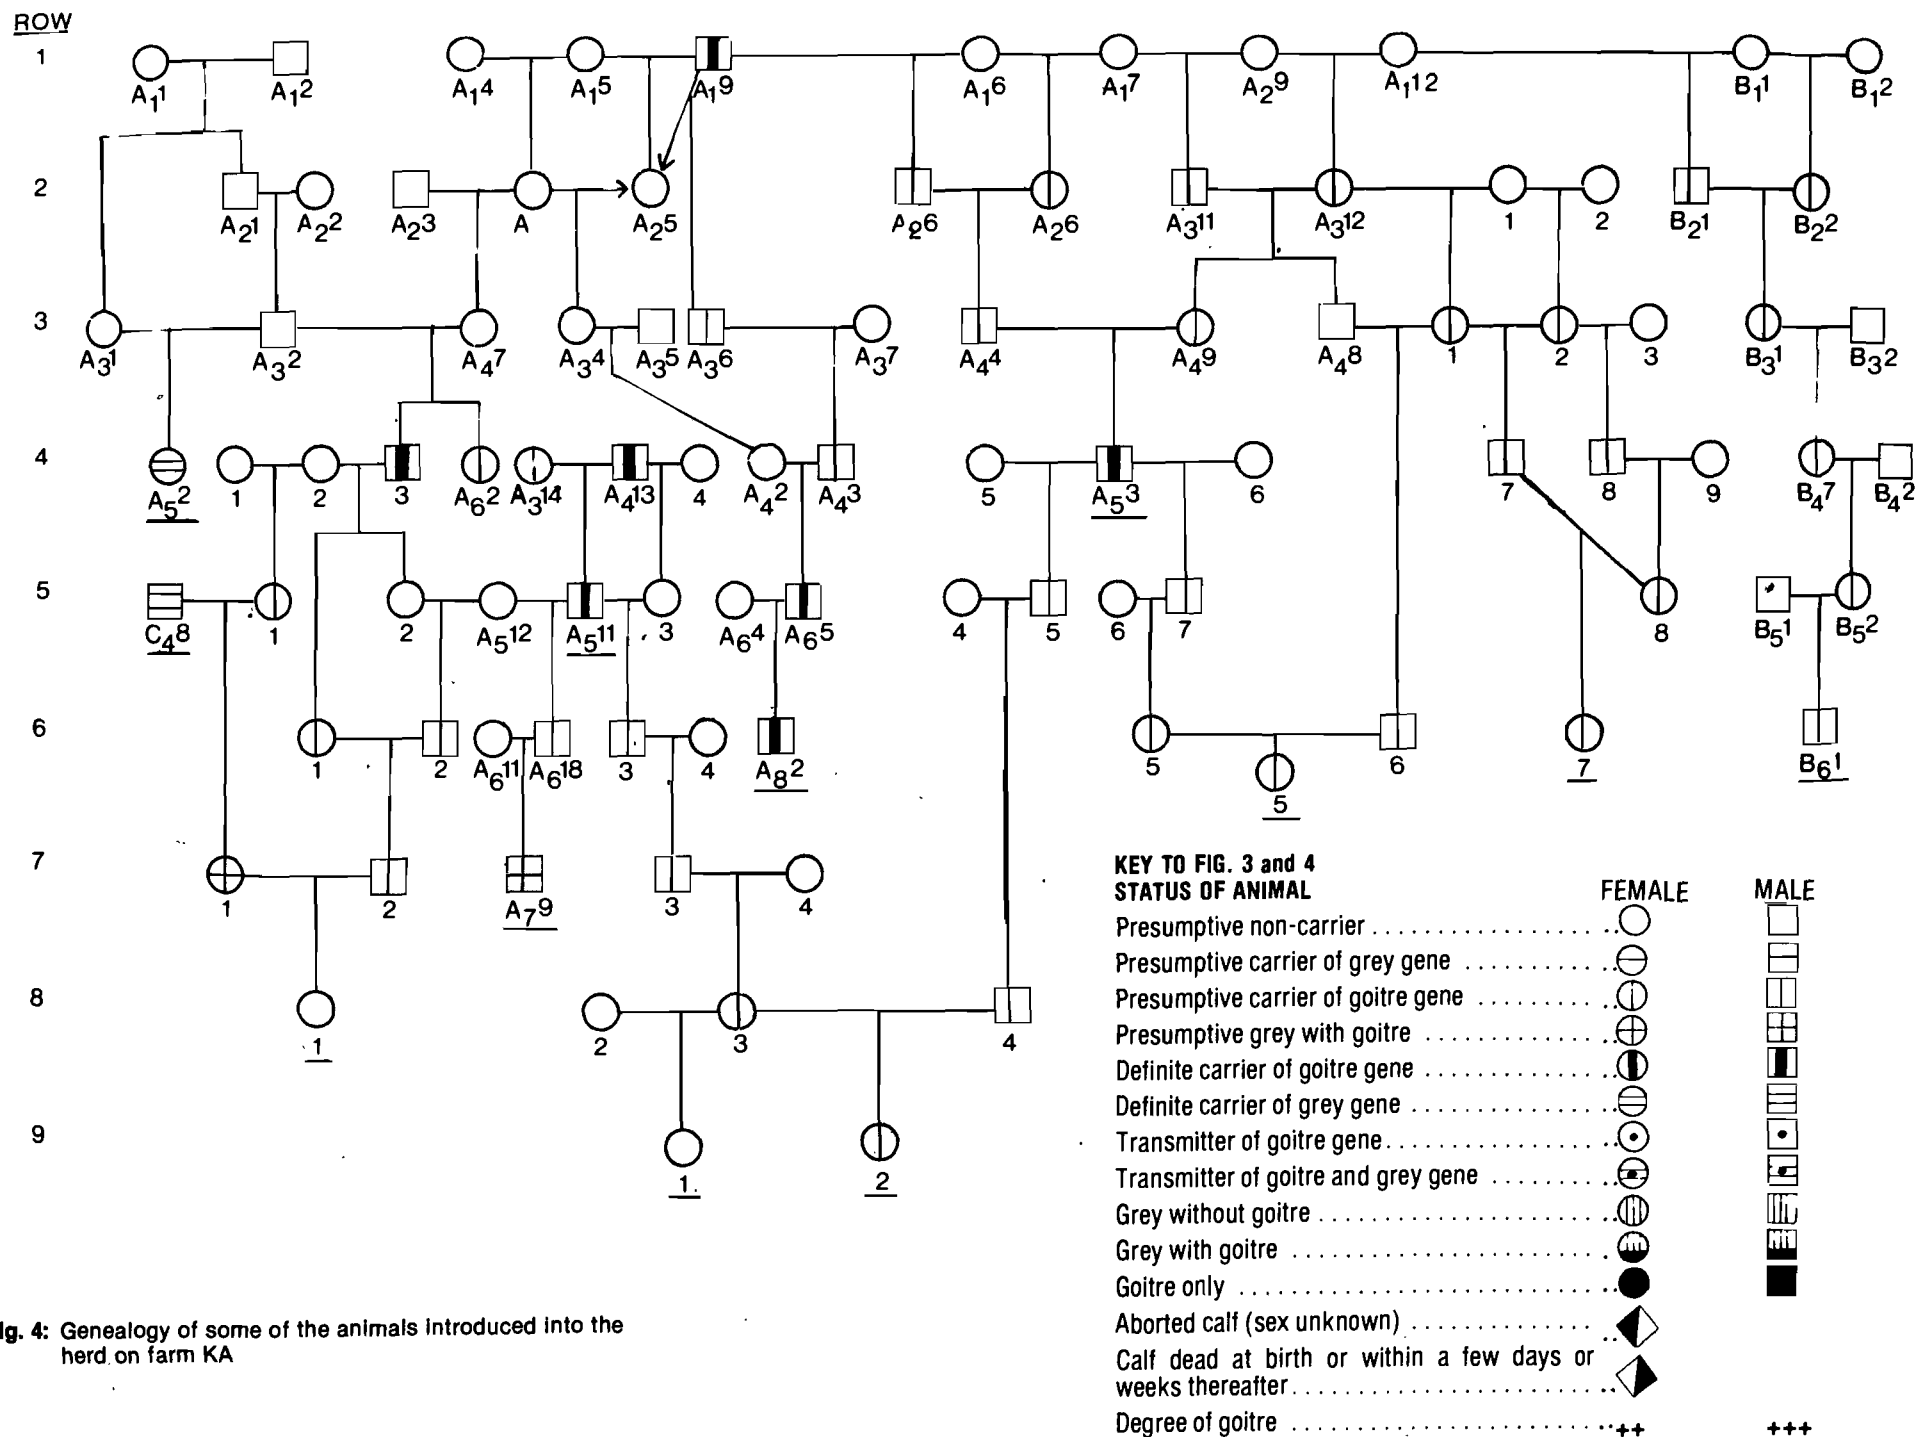 ROW
1
A₁1 A₁2 A₁4 A₁5 A₁9 A₁6 A₁7 A₂9 A₁12 B₁1 B₁2
2
A₂1 A₂2 A₂3 A A₂5 A₂6 A₂6 A₃11 A₃12 1 2 B₂1 B₂2
3
A₃1 A₃2 A₄7 A₃4 A₃5 A₃6 A₃7 A₄4 A₄9 A₄8 1 2 3 B₃1 B₃2
4
A₅2 1 2 3 A₆2 A₃14 A₄13 4 A₄2 A₄3 5 A₅3 6 7 8 9 B₄7 B₄2
5
C₄8 1 2 A₅12 A₅11 3 A₆4 A₆5 4 5 6 7 8 B₅1 B₅2
6
1 2 A₆11 A₆18 3 4 A₈2 5 5 6 7 B₆1
7
1 2 A₇9 3 4
8
1 2 3 4
9
1. 2
KEY TO FIG. 3 and 4
STATUS OF ANIMAL FEMALE MALE
Presumptive non-carrier
Presumptive carrier of grey gene
Presumptive carrier of goitre gene
Presumptive grey with goitre
Definite carrier of goitre gene
Definite carrier of grey gene
Transmitter of goitre gene
Transmitter of goitre and grey gene
Grey without goitre
Grey with goitre
Goitre only
Aborted calf (sex unknown)
Calf dead at birth or within a few days or
weeks thereafter
Degree of goitre ++ +++
ig. 4: Genealogy of some of the animals introduced into the
herd on farm KA